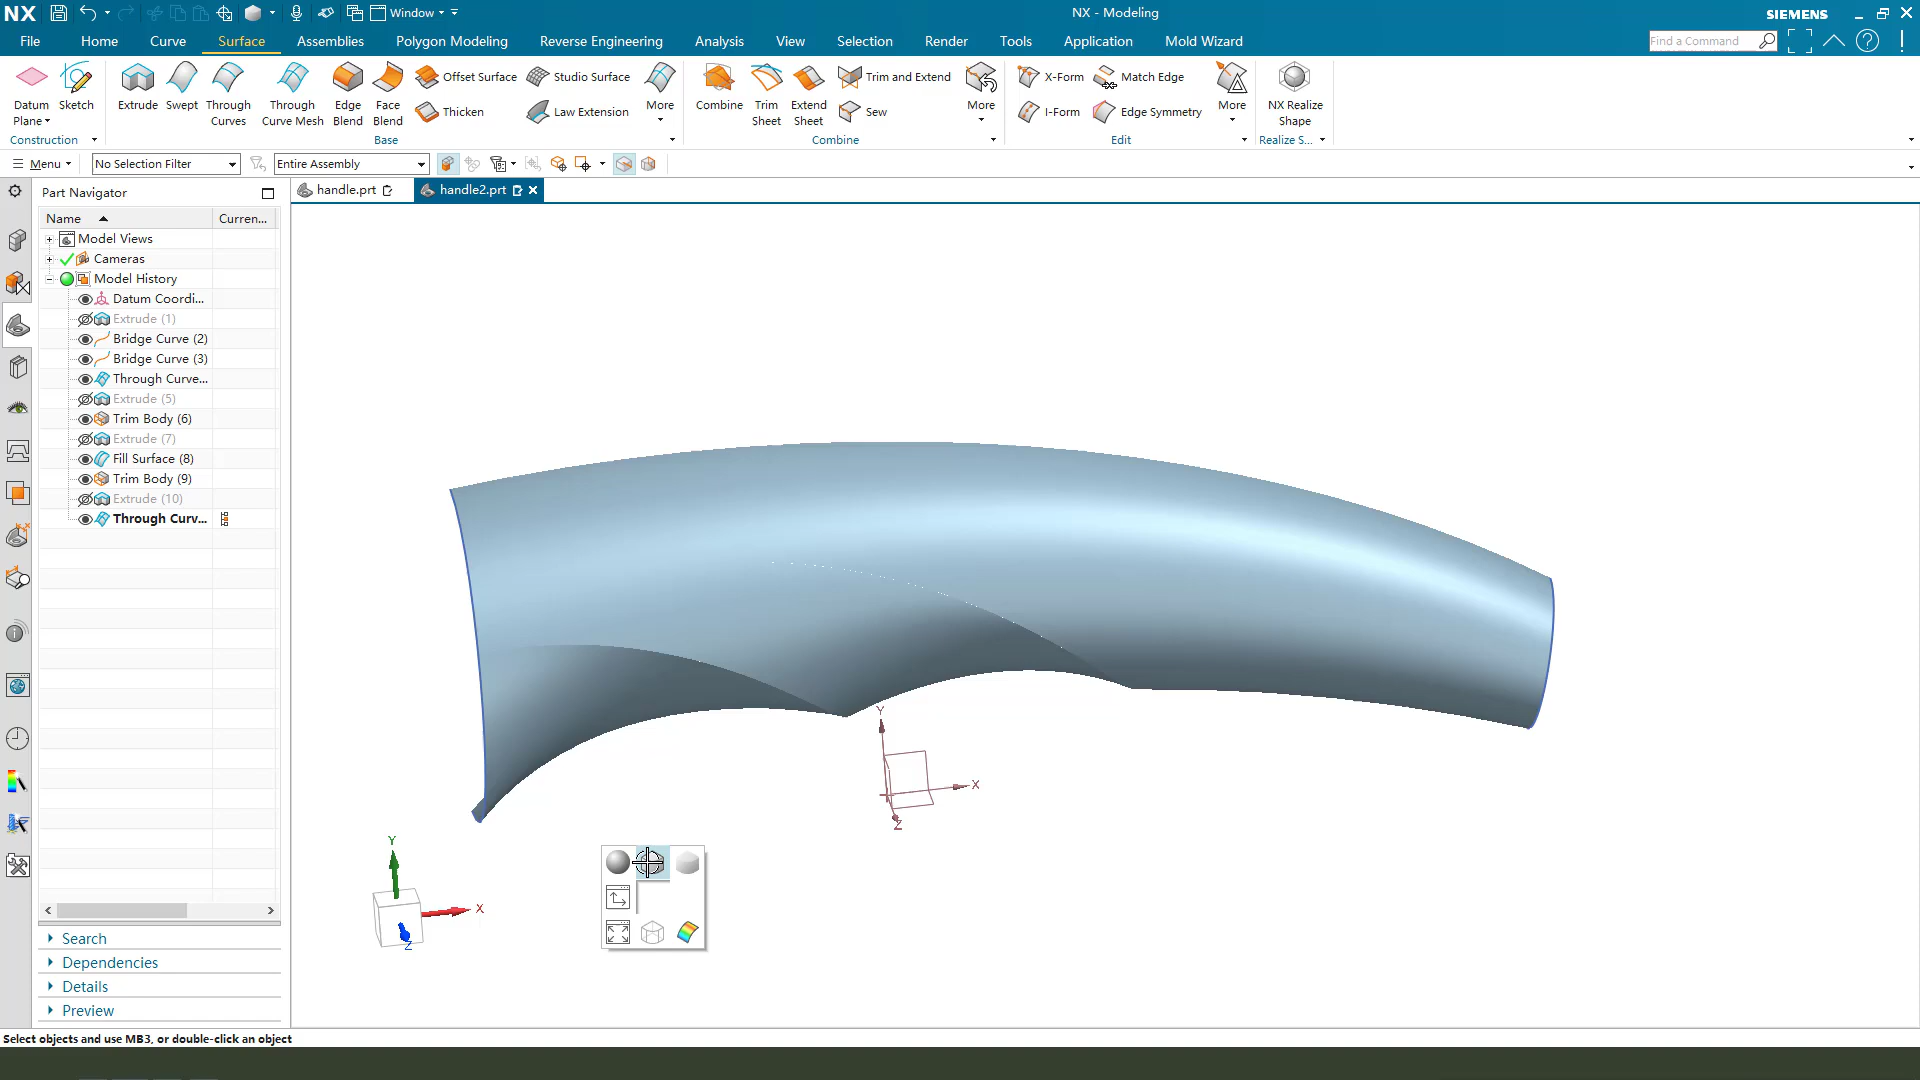 NX
Window
NX - Modeling
SIEMENS
File
Home
Curve
Surface
Assemblies
Polygon Modeling
Reverse Engineering
Analysis
View
Selection
Render
Tools
Application
Mold Wizard
Find a Command
Datum Plane
Sketch
Extrude
Swept
Through Curves
Through Curve Mesh
Edge Blend
Face Blend
Offset Surface
Thicken
Studio Surface
Law Extension
More
Combine
Trim Sheet
Extend Sheet
Trim and Extend
Sew
More
X-Form
I-Form
Match Edge
Edge Symmetry
More
NX Realize Shape
Construction
Base
Combine
Edit
Realize S...
Menu
No Selection Filter
Entire Assembly
Part Navigator
handle.prt
handle2.prt
Name
Curren...
Model Views
Cameras
Model History
Datum Coordi...
Extrude (1)
Bridge Curve (2)
Bridge Curve (3)
Through Curve...
Extrude (5)
Trim Body (6)
Extrude (7)
Fill Surface (8)
Trim Body (9)
Extrude (10)
Through Curv...
Y
X
Z
Y
X
Z
Search
Dependencies
Details
Preview
Select objects and use MB3, or double-click an object